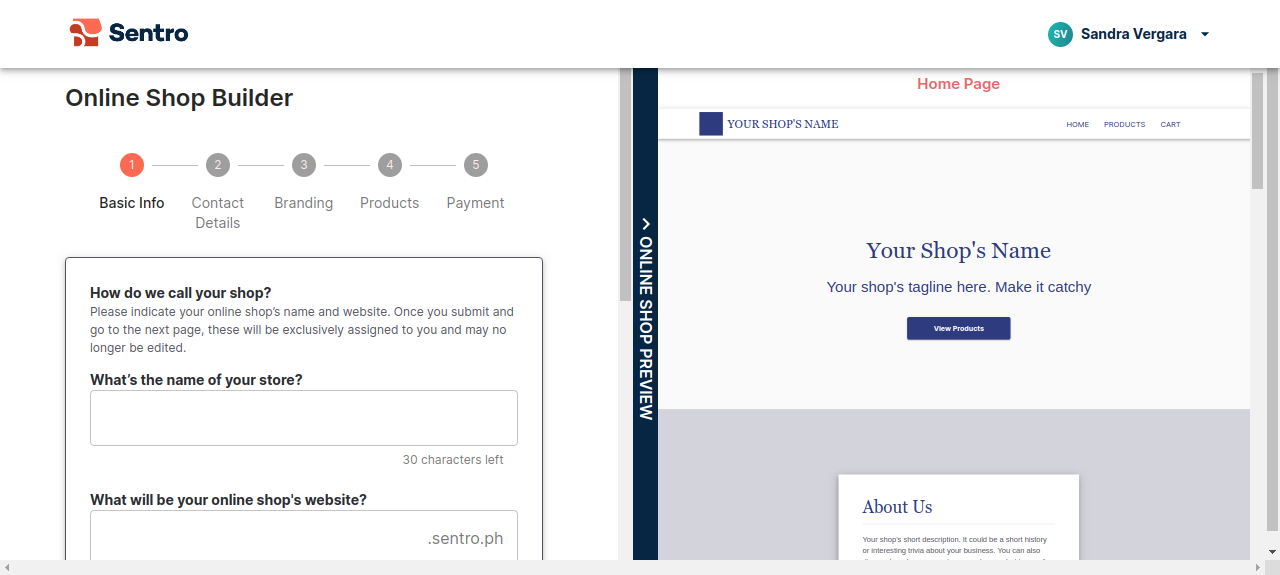 Sentro
SV Sandra Vergara
Online Shop Builder
1 2 3 4 5
Basic Info Contact Details Branding Products Payment
How do we call your shop?
Please indicate your online shop’s name and website. Once you submit and
go to the next page, these will be exclusively assigned to you and may no
longer be edited.
What’s the name of your store?
30 characters left
What will be your online shop's website?
.sentro.ph
ONLINE SHOP PREVIEW
Home Page
YOUR SHOP'S NAME HOME PRODUCTS CART
Your Shop's Name
Your shop's tagline here. Make it catchy
View Products
About Us
Your shop's short description. It could be a short history
or interesting trivia about your business. You can also